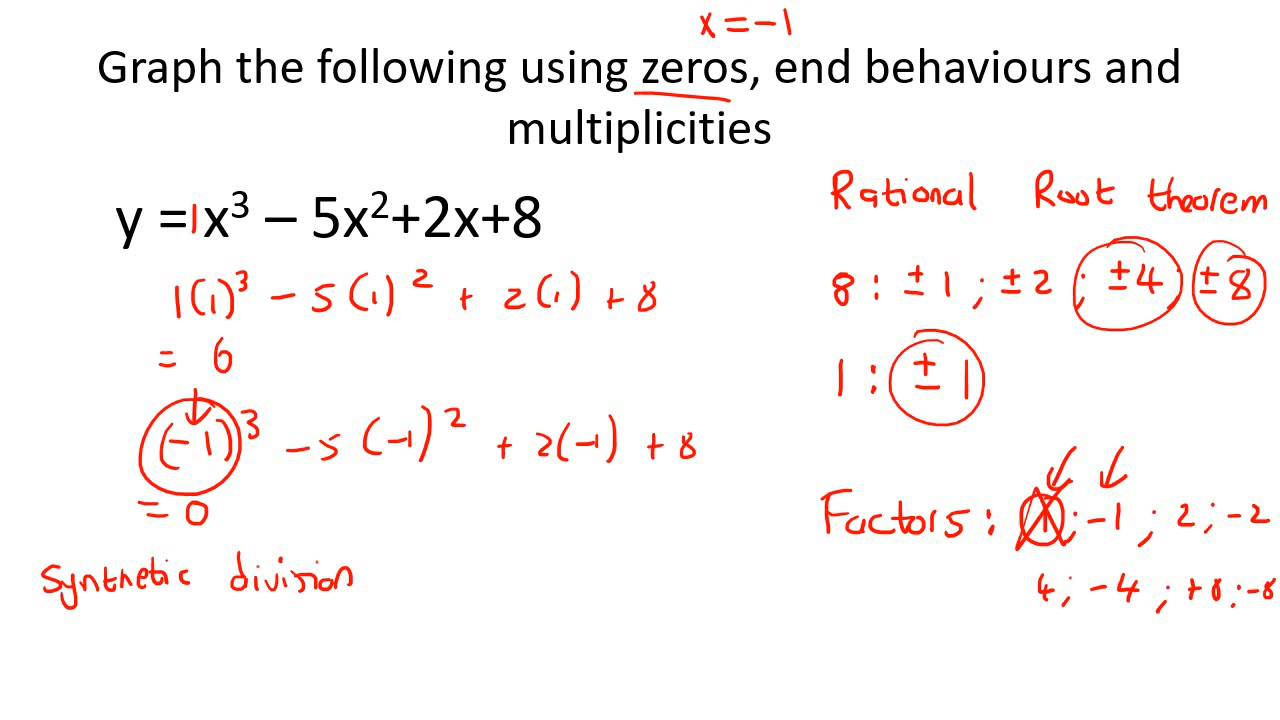 x = -1
Graph the following using zeros, end behaviours and
multiplicities
Rational Root theorem
y = 1x³ – 5x²+2x+8
1(1)³ - 5(1)² + 2(1) + 8
8 : ±1 ; ±2 ; ±4 ; ±8
= 6
1 : ±1
(-1)³ - 5(-1)² + 2(-1) + 8
= 0
Factors : 1 ; -1 ; 2 ; -2
Synthetic division
4 ; -4 ; +8 ; -8